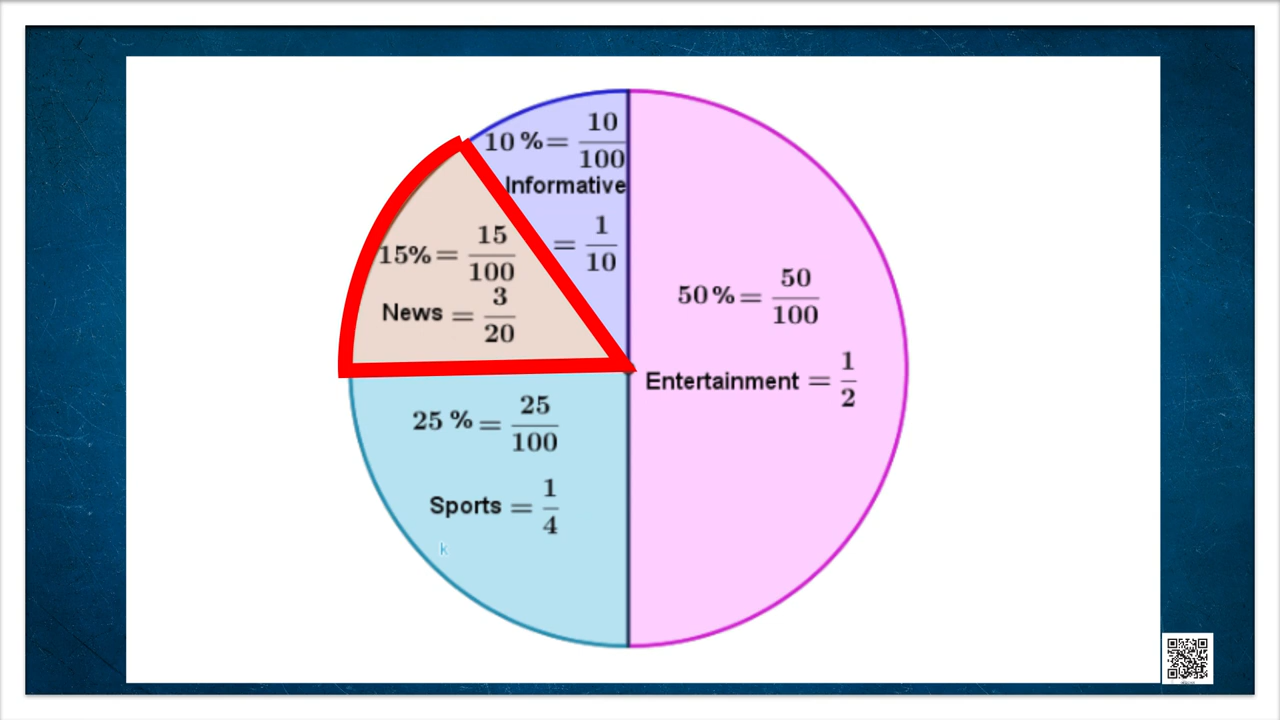 10 % = 10/100
Informative
= 1/10
15% = 15/100
News = 3/20
50 % = 50/100
Entertainment = 1/2
25 % = 25/100
Sports = 1/4
k